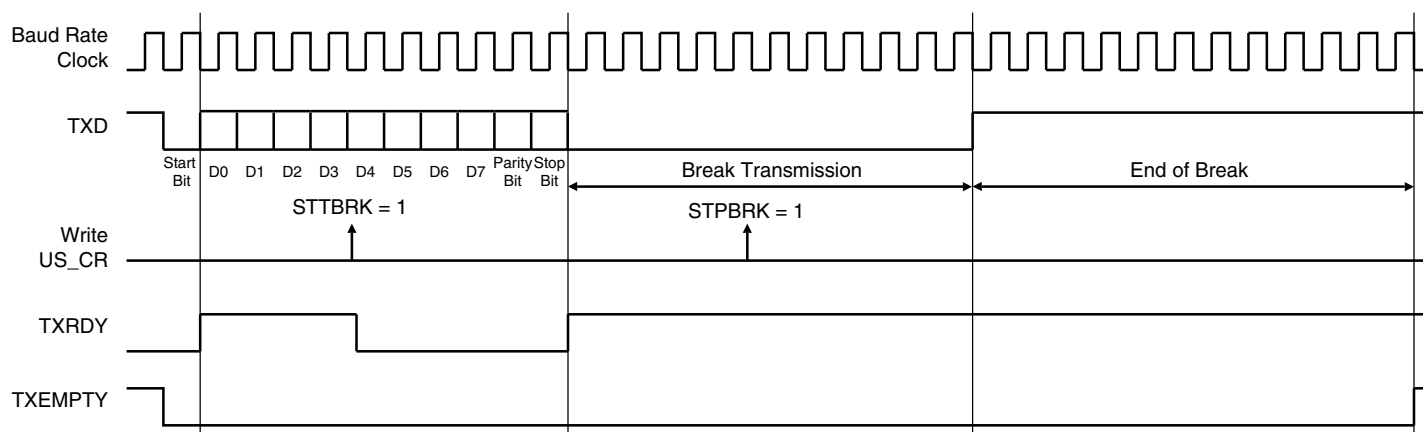 Baud Rate
Clock
TXD
Start
Bit
D0 D1 D2 D3 D4 D5 D6 D7
Parity
Bit
Stop
Bit
Break Transmission
End of Break
STTBRK = 1
STPBRK = 1
Write
US_CR
TXRDY
TXEMPTY